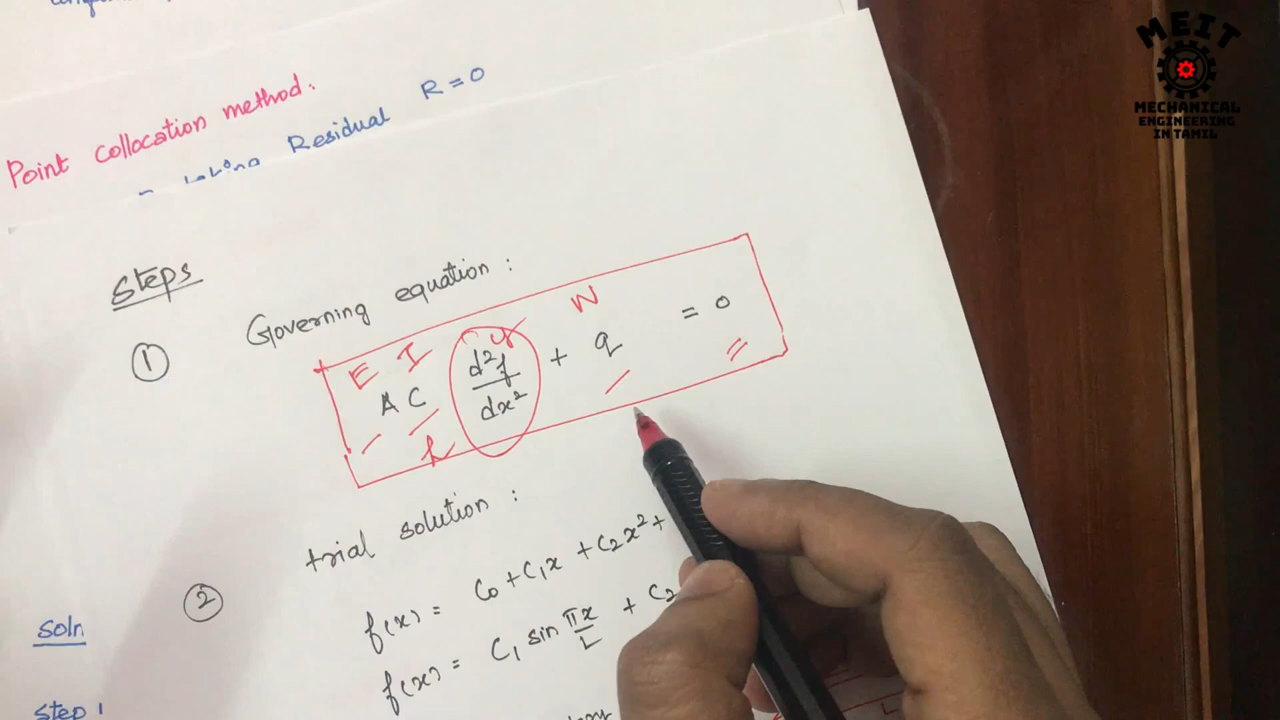 Point collocation method:
Residual R = 0
Steps
① Governing equation:
E I y W
A C d²f/dx² + q = 0
② trial solution:
f(x) = C₀ + C₁x + C₂x² +
f(x) = C₁ sin πx/L + C₂
Soln
Step 1
L
MEIT
MECHANICAL
ENGINEERING
IN TAMIL